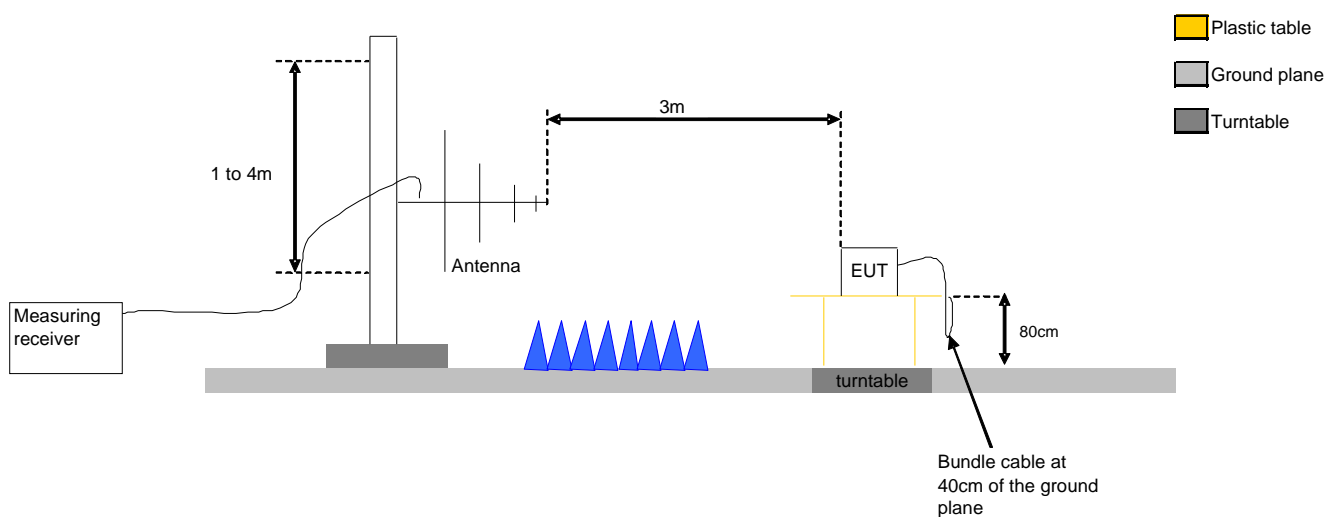 Plastic table
Ground plane
Turntable
3m
1 to 4m
Antenna
EUT
Measuring
receiver
80cm
turntable
Bundle cable at
40cm of the ground
plane